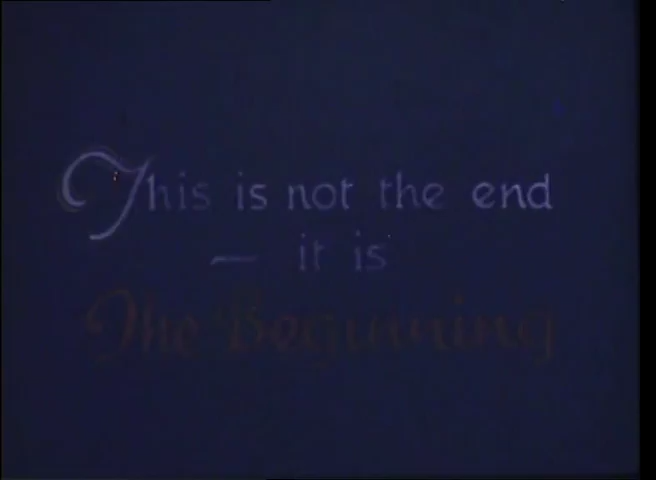 This is not the end
— it is
The Beginning